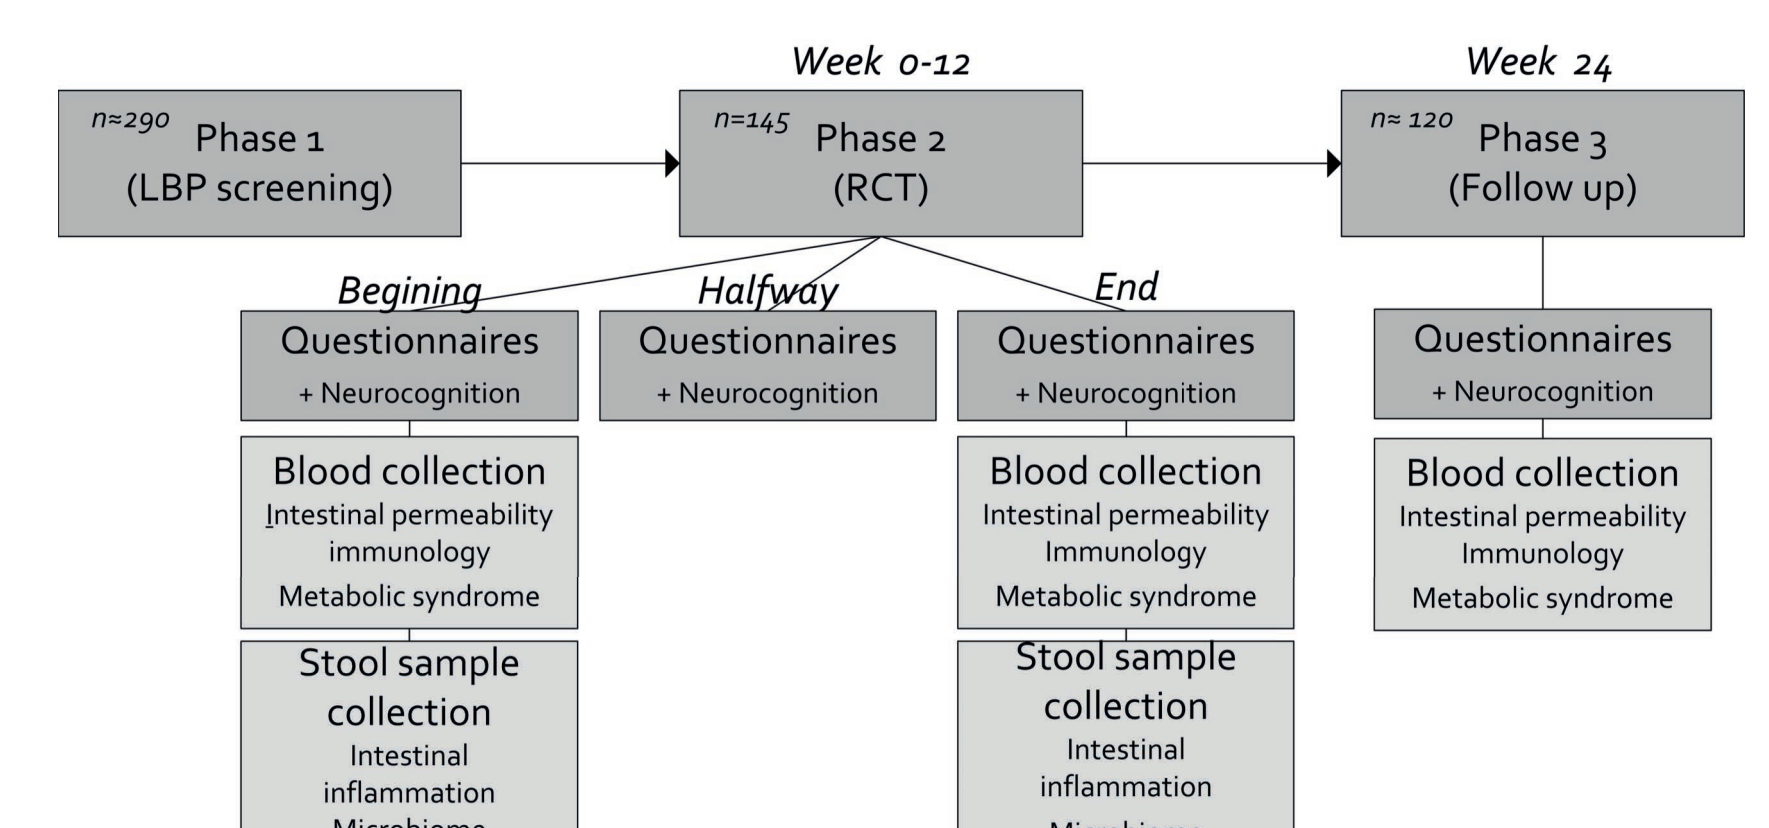 Week 0-12
Week 24
n≈290
Phase 1
(LBP screening)
n=145
Phase 2
(RCT)
n≈ 120
Phase 3
(Follow up)
Begining
Halfway
End
Questionnaires
+ Neurocognition
Questionnaires
+ Neurocognition
Questionnaires
+ Neurocognition
Questionnaires
+ Neurocognition
Blood collection
Intestinal permeability
immunology
Metabolic syndrome
Blood collection
Intestinal permeability
Immunology
Metabolic syndrome
Blood collection
Intestinal permeability
Immunology
Metabolic syndrome
Stool sample
collection
Intestinal
inflammation
Microbiome
Stool sample
collection
Intestinal
inflammation
Microbiome